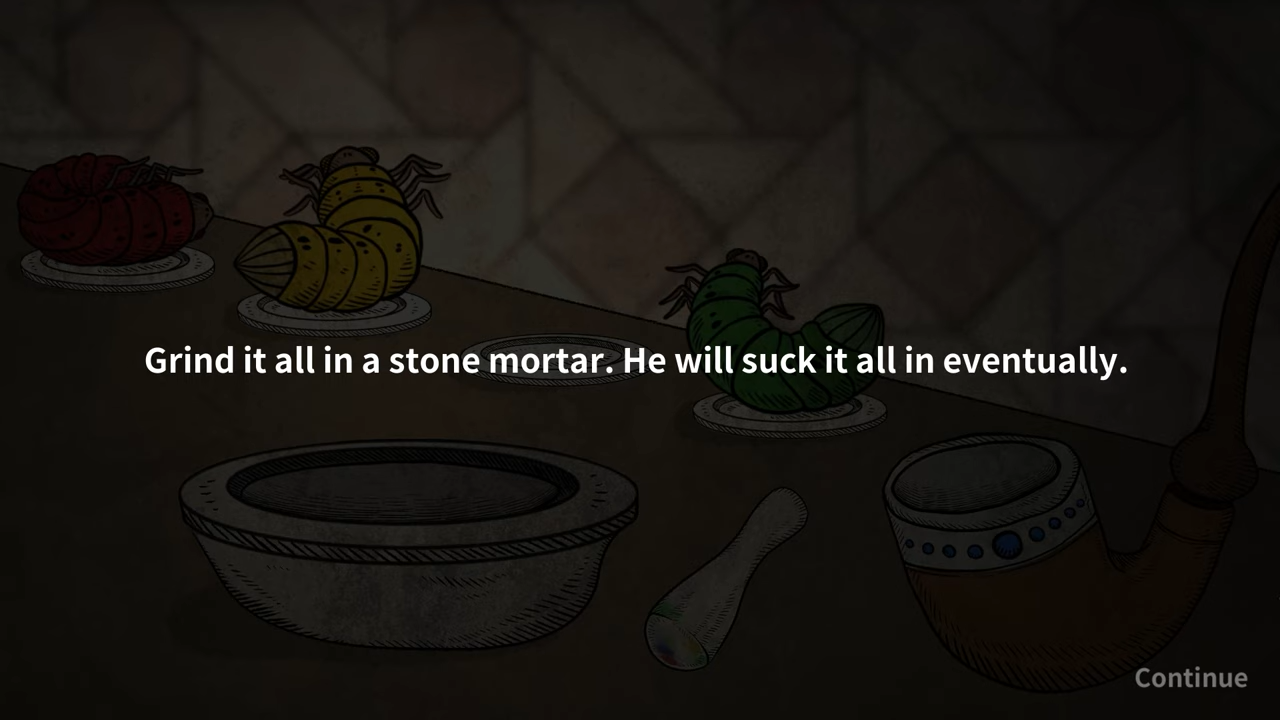 Grind it all in a stone mortar. He will suck it all in eventually.
Continue